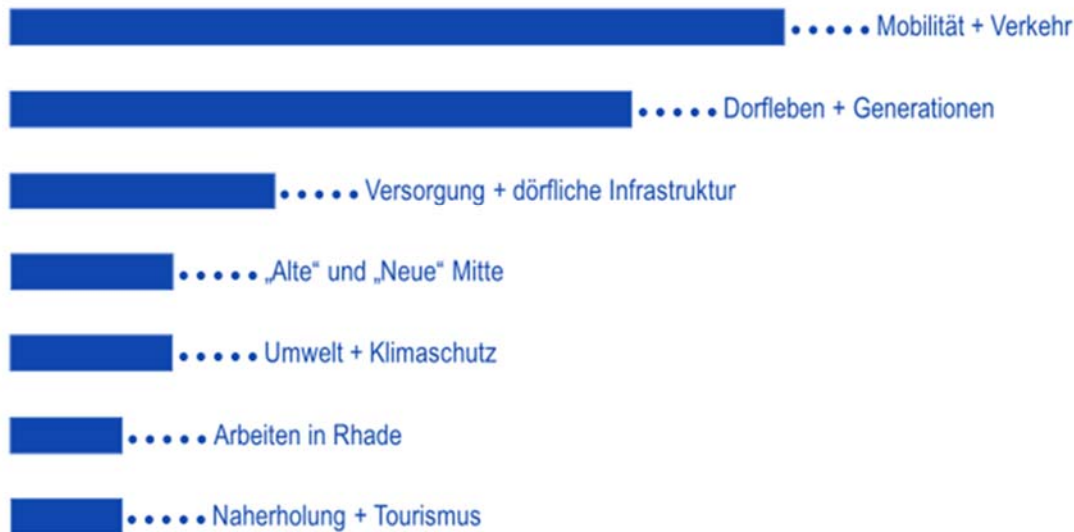 Mobilität + Verkehr
Dorfleben + Generationen
Versorgung + dörfliche Infrastruktur
„Alte“ und „Neue“ Mitte
Umwelt + Klimaschutz
Arbeiten in Rhade
Naherholung + Tourismus